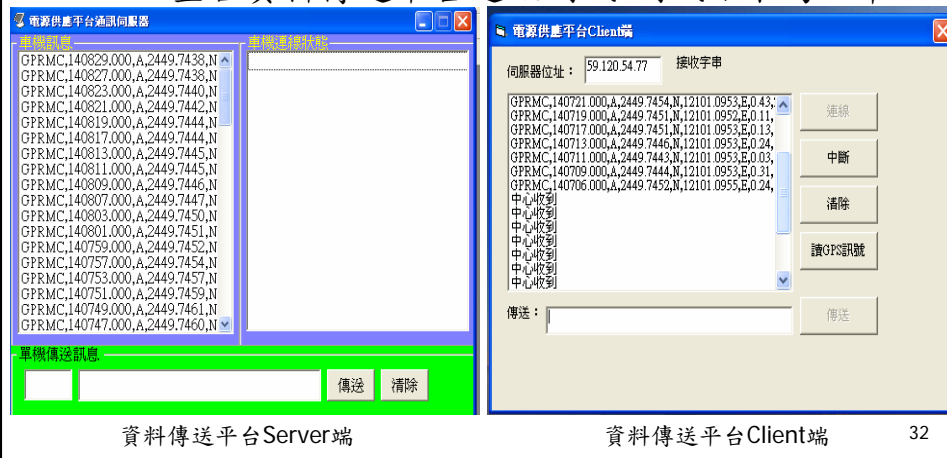 電源供應平台通訊伺服器
車機訊息
GPRMC,140829.000,A,2449.7438,N
GPRMC,140827.000,A,2449.7438,N
GPRMC,140823.000,A,2449.7440,N
GPRMC,140821.000,A,2449.7442,N
GPRMC,140819.000,A,2449.7444,N
GPRMC,140817.000,A,2449.7444,N
GPRMC,140813.000,A,2449.7445,N
GPRMC,140811.000,A,2449.7445,N
GPRMC,140809.000,A,2449.7446,N
GPRMC,140807.000,A,2449.7447,N
GPRMC,140803.000,A,2449.7450,N
GPRMC,140801.000,A,2449.7451,N
GPRMC,140759.000,A,2449.7452,N
GPRMC,140757.000,A,2449.7454,N
GPRMC,140753.000,A,2449.7457,N
GPRMC,140751.000,A,2449.7459,N
GPRMC,140749.000,A,2449.7461,N
GPRMC,140747.000,A,2449.7460,N
車機連線狀態
單機傳送訊息
傳送 清除
電源供應平台Client端
伺服器位址： 59.120.54.77 接收字串
GPRMC,140721.000,A,2449.7454,N,12101.0953,E,0.43,
GPRMC,140719.000,A,2449.7451,N,12101.0952,E,0.11,
GPRMC,140717.000,A,2449.7451,N,12101.0953,E,0.13,
GPRMC,140713.000,A,2449.7446,N,12101.0953,E,0.24,
GPRMC,140711.000,A,2449.7443,N,12101.0953,E,0.03,
GPRMC,140709.000,A,2449.7444,N,12101.0953,E,0.31,
GPRMC,140706.000,A,2449.7452,N,12101.0955,E,0.24,
中心收到
中心收到
中心收到
中心收到
中心收到
中心收到
中心收到
連線
中斷
清除
讀GPS訊號
傳送： 傳送
資料傳送平台Server端
資料傳送平台Client端
32